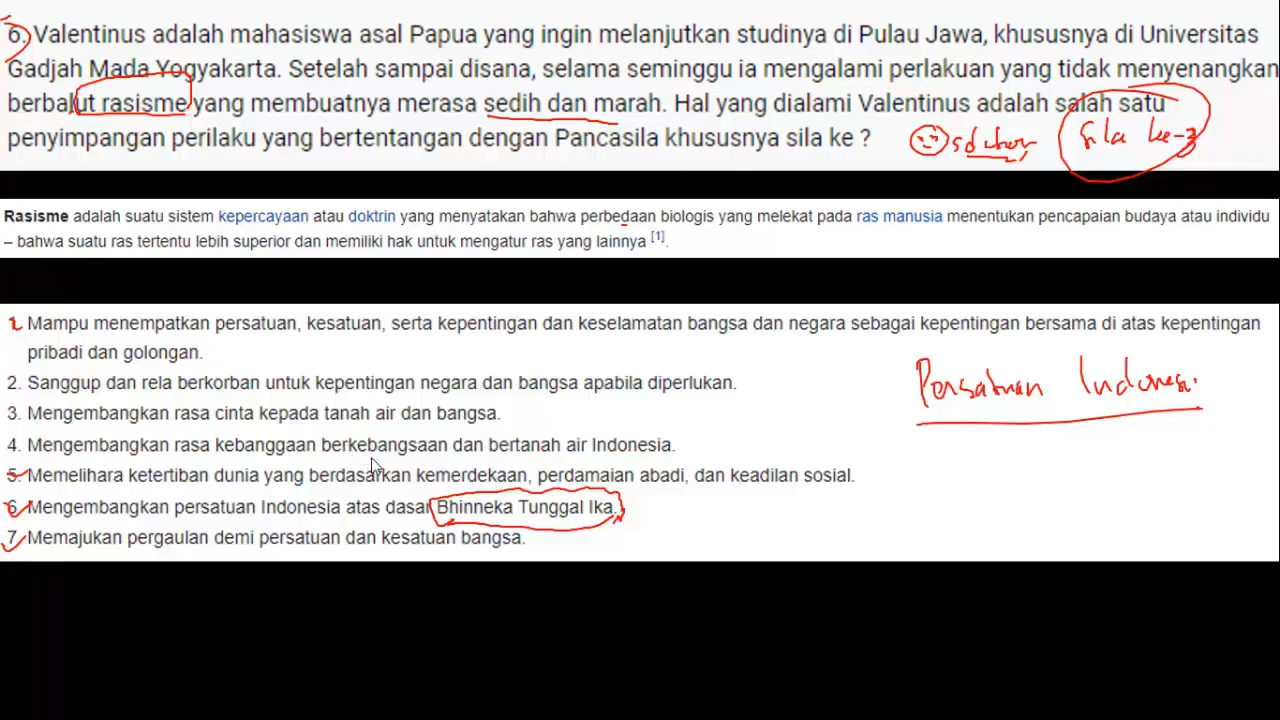 6. Valentinus adalah mahasiswa asal Papua yang ingin melanjutkan studinya di Pulau Jawa, khususnya di Universitas
Gadjah Mada Yogyakarta. Setelah sampai disana, selama seminggu ia mengalami perlakuan yang tidak menyenangkan
berbalut rasisme yang membuatnya merasa sedih dan marah. Hal yang dialami Valentinus adalah salah satu
penyimpangan perilaku yang bertentangan dengan Pancasila khususnya sila ke ?
Sila ke-3
Rasisme adalah suatu sistem kepercayaan atau doktrin yang menyatakan bahwa perbedaan biologis yang melekat pada ras manusia menentukan pencapaian budaya atau individu
– bahwa suatu ras tertentu lebih superior dan memiliki hak untuk mengatur ras yang lainnya [1].
1. Mampu menempatkan persatuan, kesatuan, serta kepentingan dan keselamatan bangsa dan negara sebagai kepentingan bersama di atas kepentingan
pribadi dan golongan.
Persatuan Indonesia.
2. Sanggup dan rela berkorban untuk kepentingan negara dan bangsa apabila diperlukan.
3. Mengembangkan rasa cinta kepada tanah air dan bangsa.
4. Mengembangkan rasa kebanggaan berkebangsaan dan bertanah air Indonesia.
5. Memelihara ketertiban dunia yang berdasarkan kemerdekaan, perdamaian abadi, dan keadilan sosial.
6. Mengembangkan persatuan Indonesia atas dasar Bhinneka Tunggal Ika.
7. Memajukan pergaulan demi persatuan dan kesatuan bangsa.